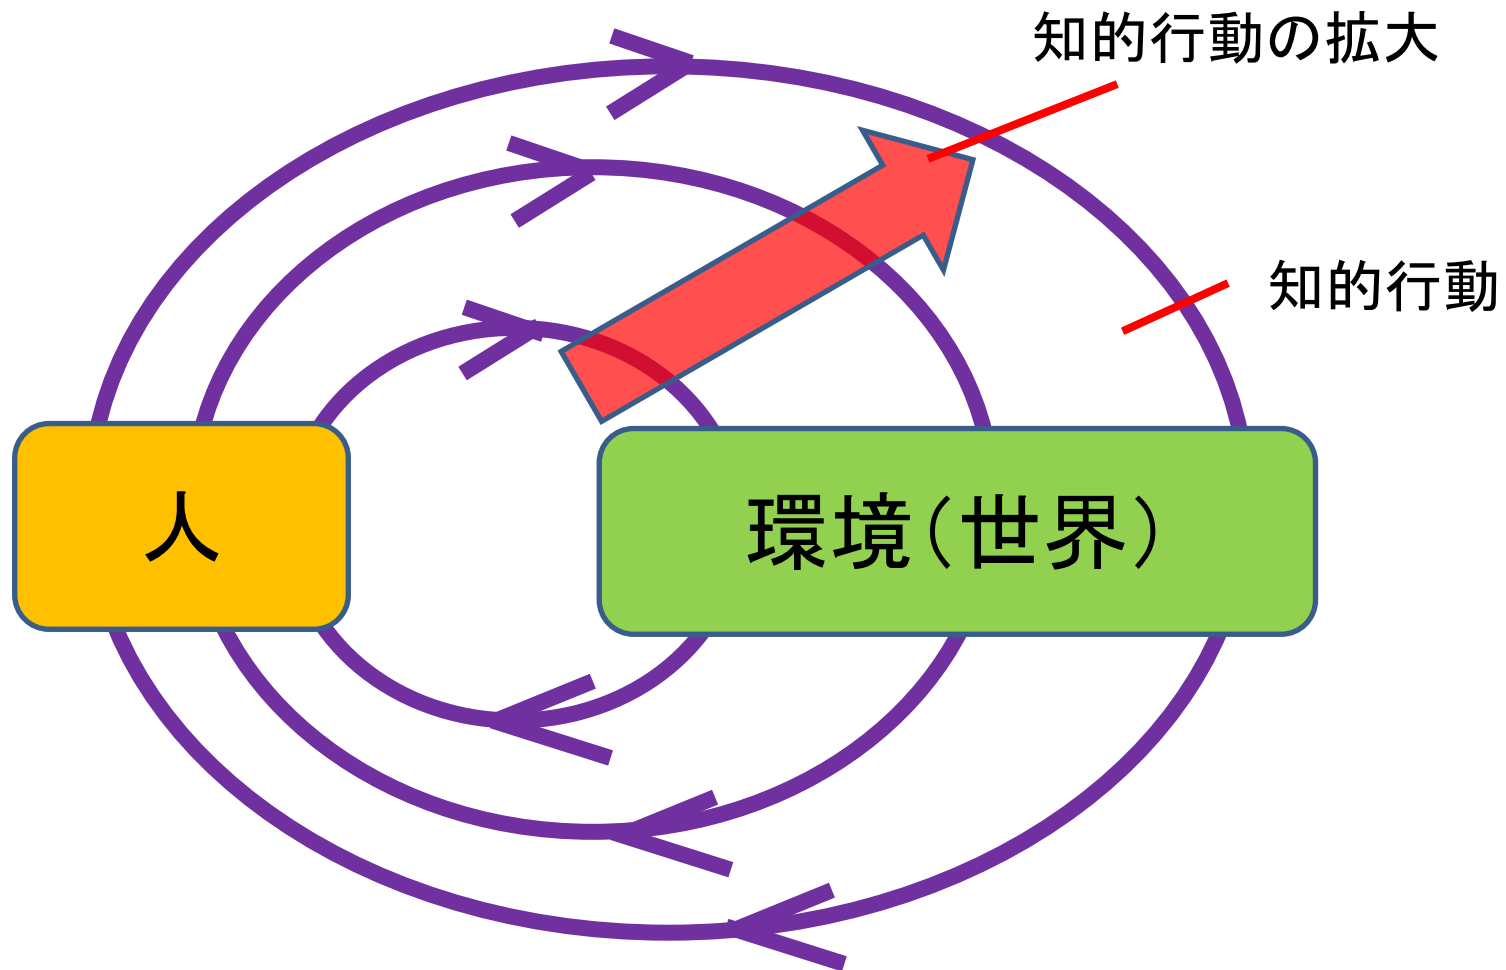 知的行動の拡大
知的行動
人
環境（世界）